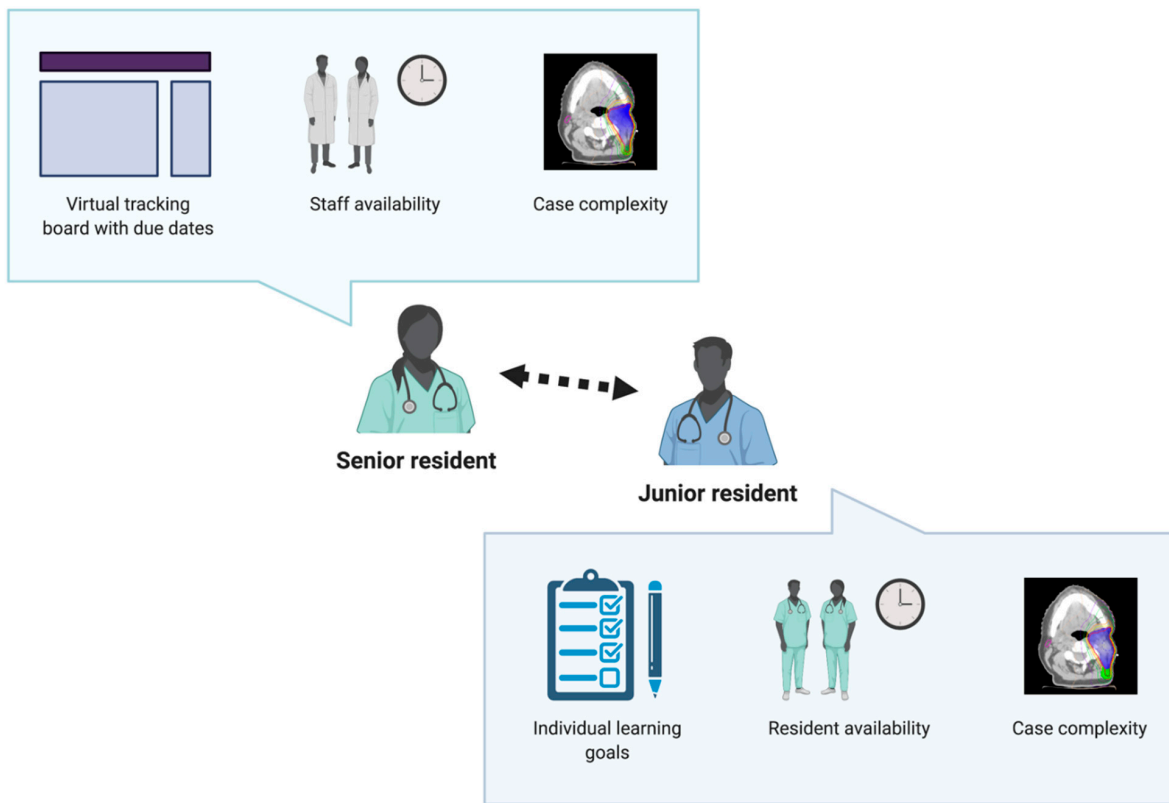 Virtual tracking
board with due dates
Staff availability
Case complexity
Senior resident
Junior resident
Individual learning
goals
Resident availability
Case complexity